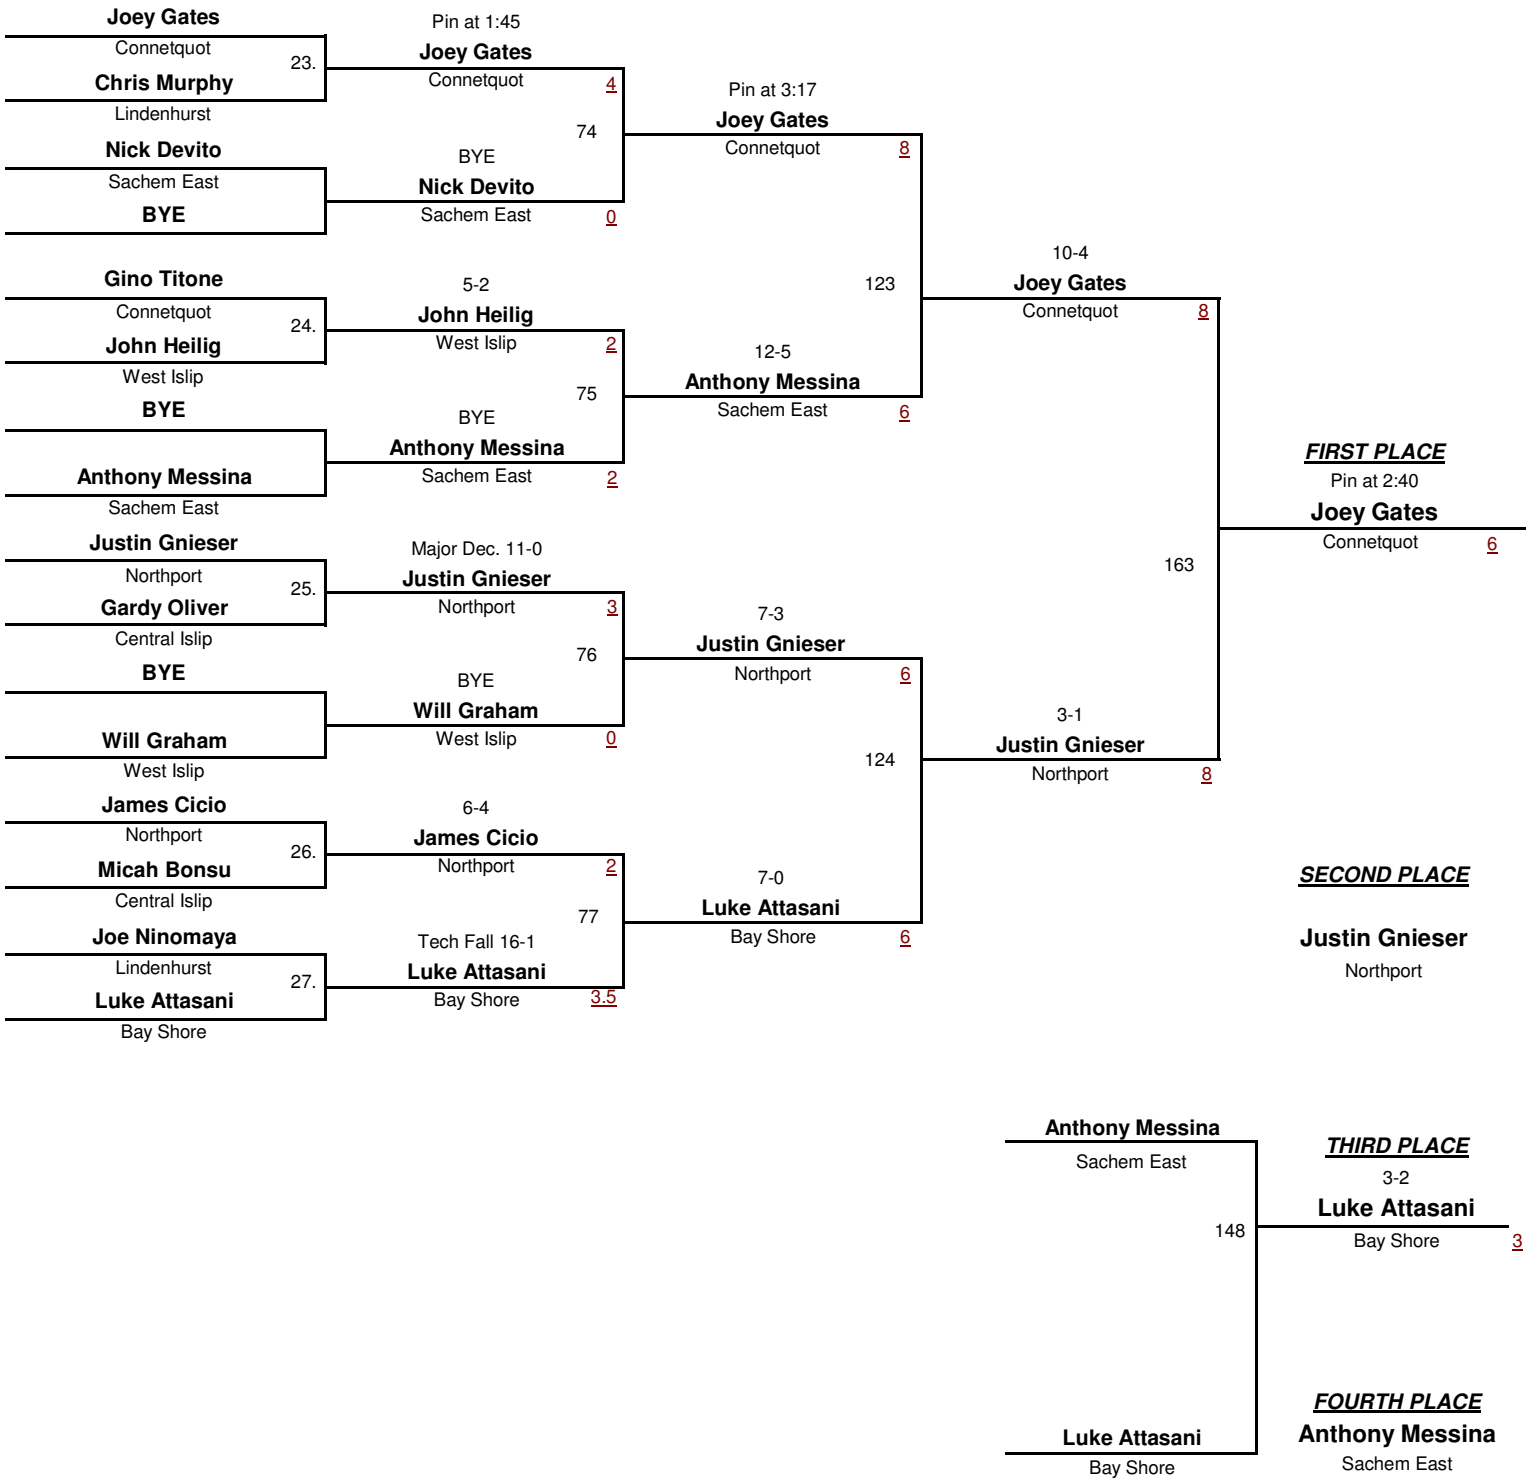 Joey Gates
Connetquot
23.
Chris Murphy
Lindenhurst
Nick Devito
Sachem East
BYE
Gino Titone
Connetquot
24.
John Heilig
West Islip
BYE
Anthony Messina
Sachem East
Justin Gnieser
Northport
25.
Gardy Oliver
Central Islip
BYE
Will Graham
West Islip
James Cicio
Northport
26.
Micah Bonsu
Central Islip
Joe Ninomaya
Lindenhurst
27.
Luke Attasani
Bay Shore
Pin at 1:45
Joey Gates
Connetquot
4
74
BYE
Nick Devito
Sachem East
0
5-2
John Heilig
West Islip
2
75
BYE
Anthony Messina
Sachem East
2
Major Dec. 11-0
Justin Gnieser
Northport
3
76
BYE
Will Graham
West Islip
0
6-4
James Cicio
Northport
2
77
Tech Fall 16-1
Luke Attasani
Bay Shore
3.5
Pin at 3:17
Joey Gates
Connetquot
8
123
12-5
Anthony Messina
Sachem East
6
7-3
Justin Gnieser
Northport
6
124
7-0
Luke Attasani
Bay Shore
6
10-4
Joey Gates
Connetquot
8
163
3-1
Justin Gnieser
Northport
8
FIRST PLACE
Pin at 2:40
Joey Gates
Connetquot
6
SECOND PLACE
Justin Gnieser
Northport
Anthony Messina
Sachem East
148
Luke Attasani
Bay Shore
THIRD PLACE
3-2
Luke Attasani
Bay Shore
3
FOURTH PLACE
Anthony Messina
Sachem East